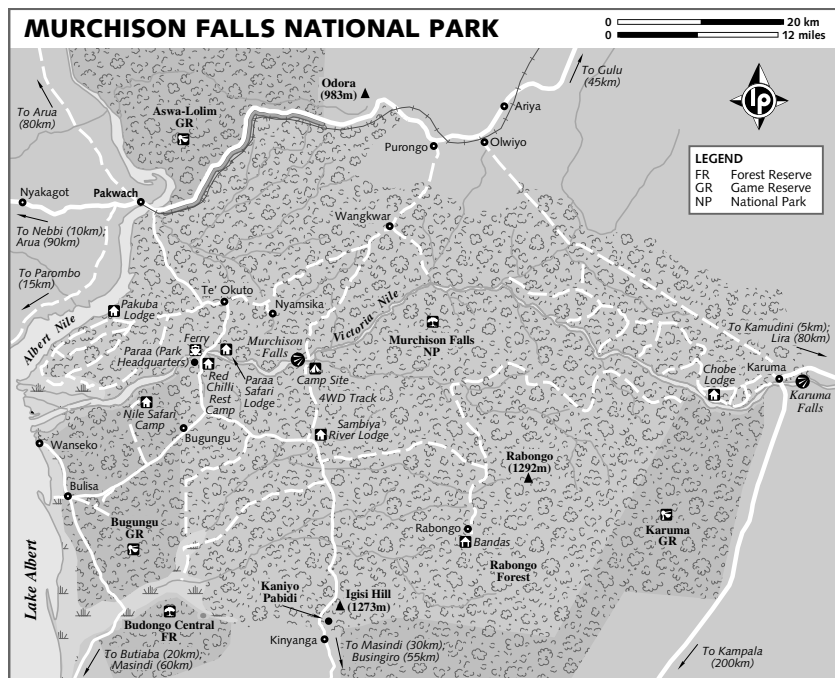 MURCHISON FALLS NATIONAL PARK
0 20 km
0 12 miles
To Gulu
(45km)
Odora
(983m)
To Arua
(80km)
Aswa-Lolim
GR
Ariya
lp
Purongo
Olwiyo
LEGEND
FR Forest Reserve
GR Game Reserve
NP National Park
Nyakagot
Pakwach
Wangkwar
To Nebbi (10km);
Arua (90km)
To Parombo
(15km)
Te' Okuto
Nyamsika
Pakuba
Lodge
Albert Nile
Victoria Nile
Murchison Falls
NP
To Kamudini (5km);
Lira (80km)
Ferry
Murchison
Falls
Paraa (Park
Headquarters)
Red
Chilli
Rest
Camp
Paraa
Safari
Lodge
Camp Site
4WD Track
Chobe
Lodge
Karuma
Karuma
Falls
Nile Safari
Camp
Sambiya
River Lodge
Bugungu
Wanseko
Rabongo
(1292m)
Bulisa
Bugungu
GR
Rabongo
Bandas
Karuma
GR
Lake Albert
Rabongo
Forest
Kaniyo
Pabidi
Igisi Hill
(1273m)
Budongo Central
FR
Kinyanga
To Butiaba (20km);
Masindi (60km)
To Masindi (30km);
Busingiro (55km)
To Kampala
(200km)